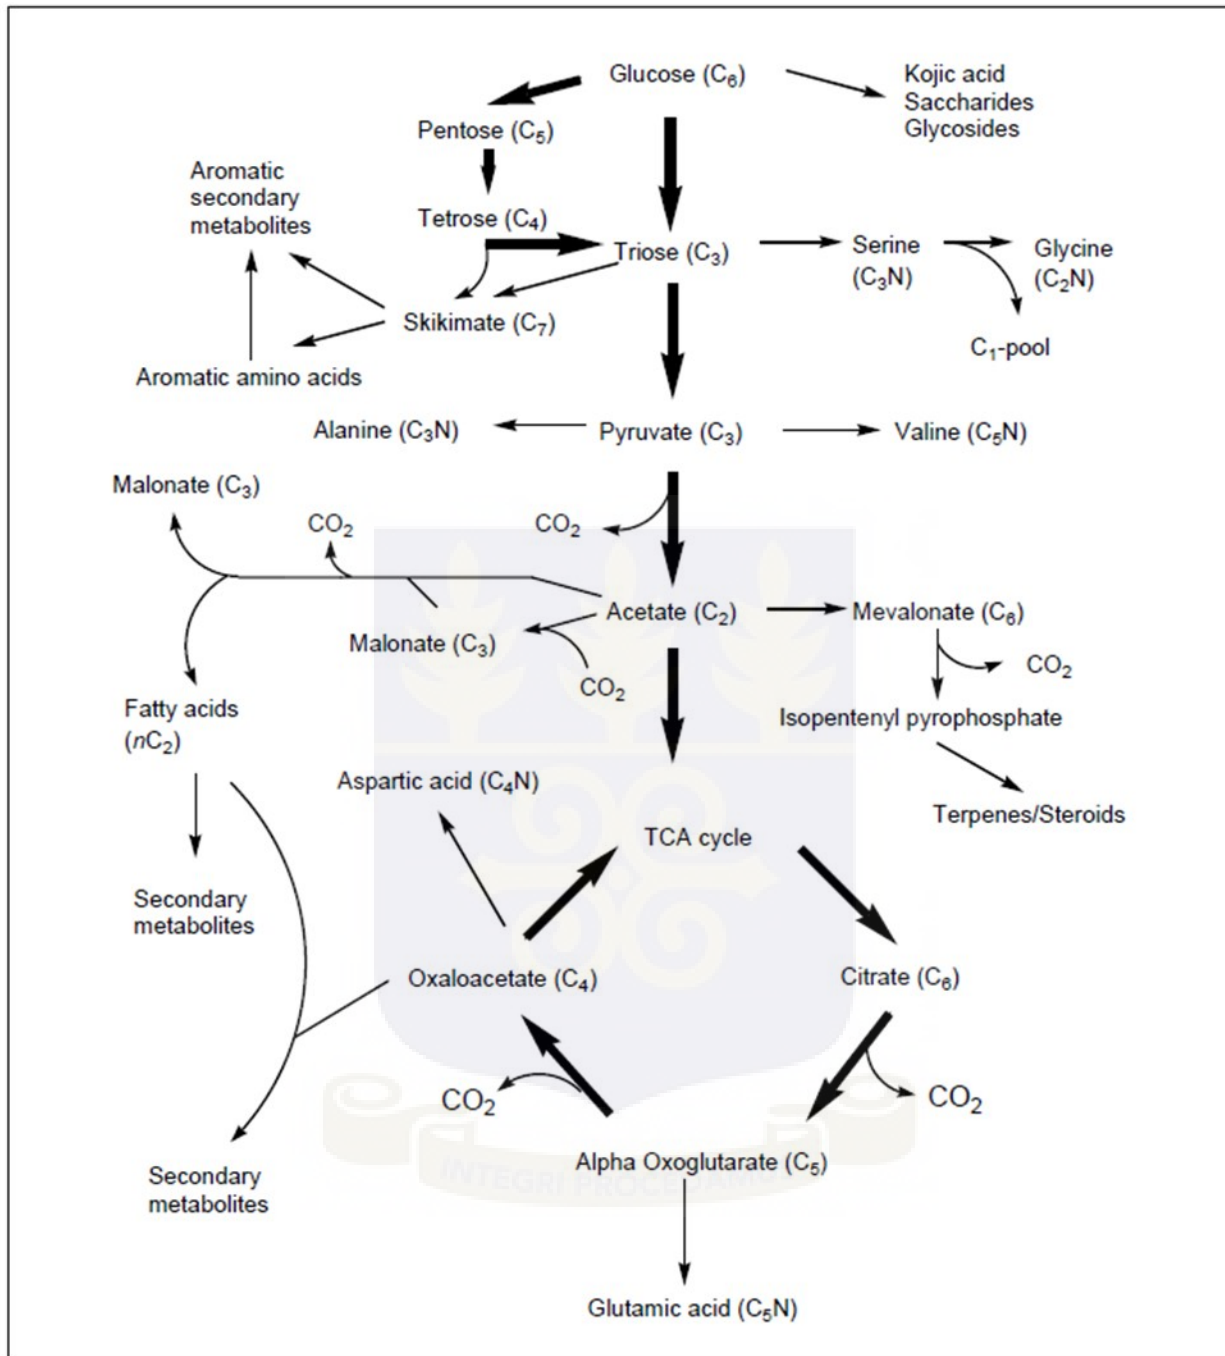 Glucose (C₆)
Kojic acid
Saccharides
Glycosides
Pentose (C₅)
Aromatic
secondary
metabolites
Tetrose (C₄)
Triose (C₃)
Serine
(C₃N)
Glycine
(C₂N)
Skikimate (C₇)
C₁-pool
Aromatic amino acids
Alanine (C₃N)
Pyruvate (C₃)
Valine (C₅N)
Malonate (C₃)
CO₂
CO₂
Acetate (C₂)
Mevalonate (C₆)
Malonate (C₃)
CO₂
CO₂
Fatty acids
(nC₂)
Isopentenyl pyrophosphate
Aspartic acid (C₄N)
Terpenes/Steroids
TCA cycle
Secondary
metabolites
Oxaloacetate (C₄)
Citrate (C₆)
CO₂
CO₂
Alpha Oxoglutarate (C₅)
INTEGRI PROCEDAMUS
Secondary
metabolites
Glutamic acid (C₅N)